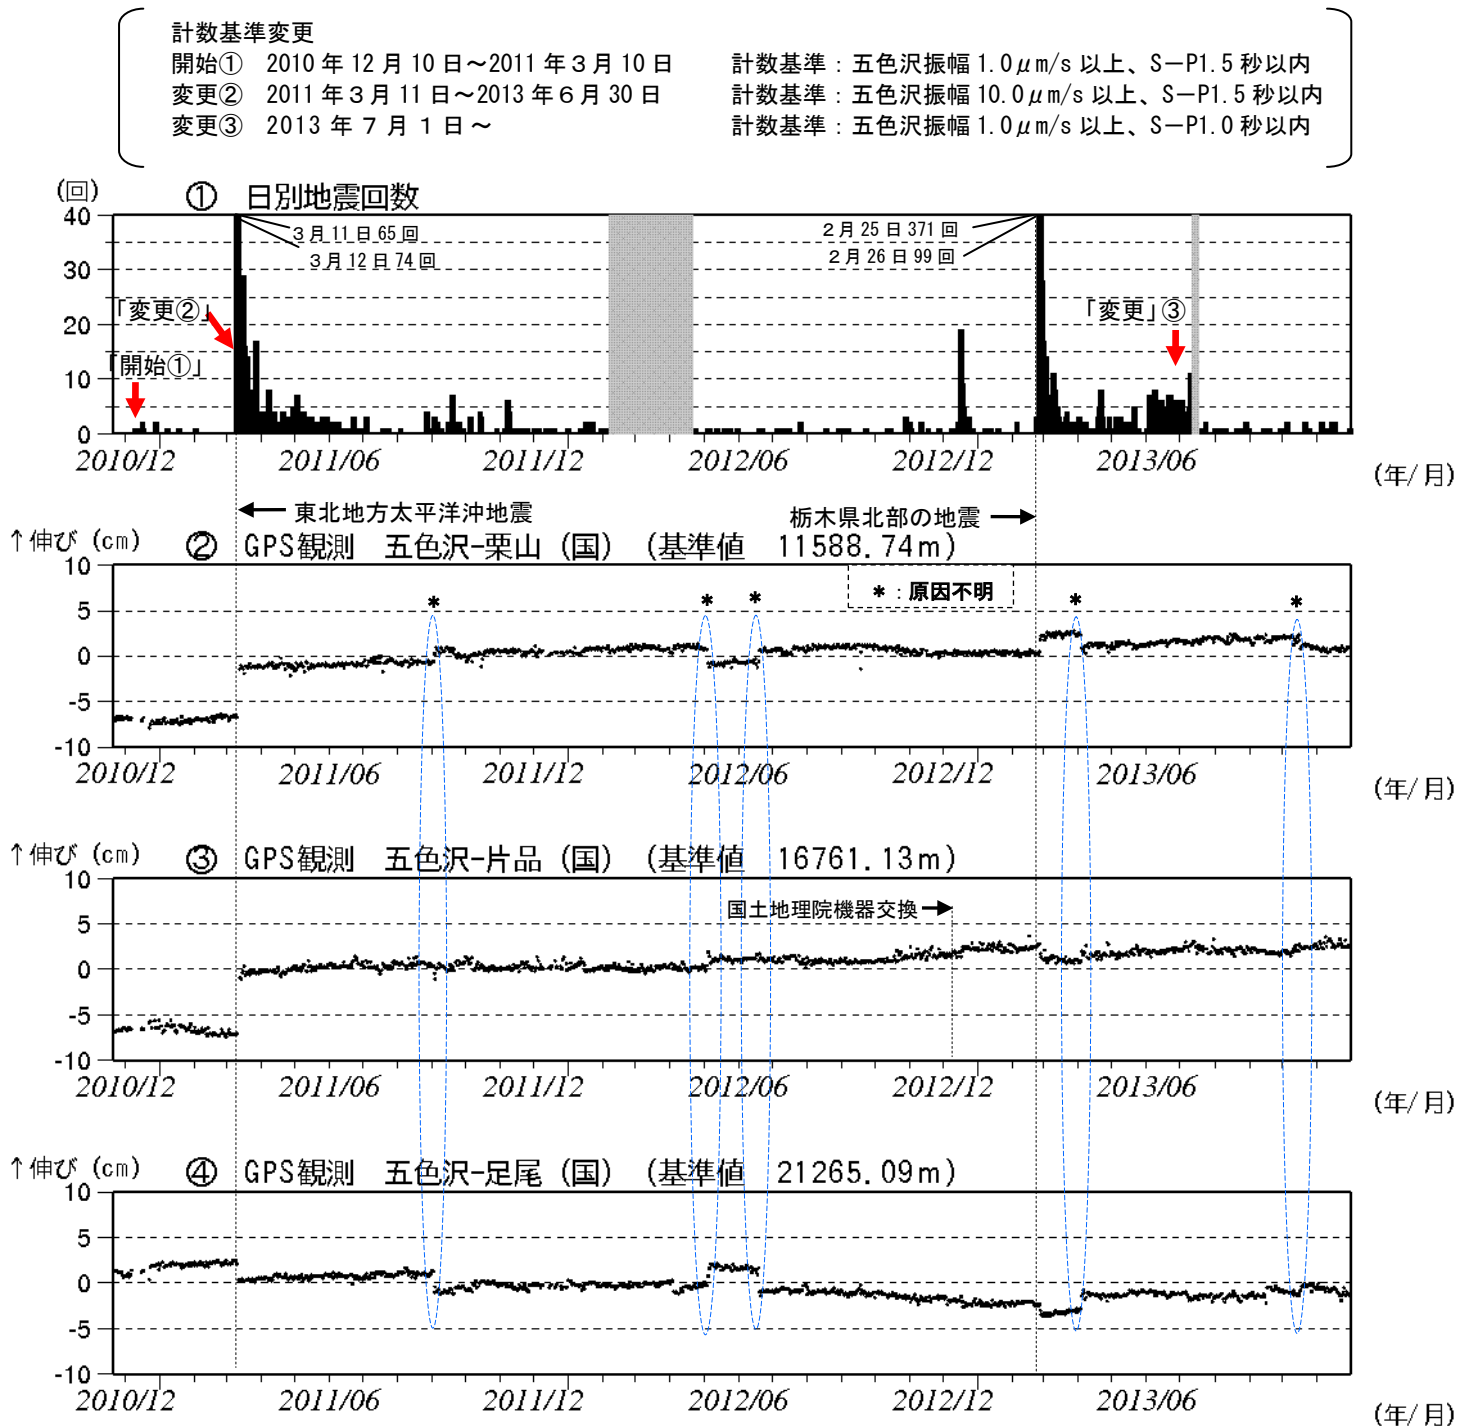 計数基準変更
開始① 2010年12月10日～2011年3月10日 計数基準：五色沢振幅1.0μm/s以上、S－P1.5秒以内
変更② 2011年3月11日～2013年6月30日 計数基準：五色沢振幅10.0μm/s以上、S－P1.5秒以内
変更③ 2013年7月1日～ 計数基準：五色沢振幅1.0μm/s以上、S－P1.0秒以内
(回) ① 日別地震回数
40
30
20
10
0
3月11日65回
3月12日74回
2月25日371回
2月26日99回
「変更②」
「開始①」
「変更」③
2010/12 2011/06 2011/12 2012/06 2012/12 2013/06
(年/月)
東北地方太平洋沖地震
栃木県北部の地震
↑伸び (cm) ② GPS観測 五色沢-栗山 (国) (基準値 11588.74m)
10
5
0
-5
-10
＊：原因不明
＊ ＊ ＊ ＊ ＊
2010/12 2011/06 2011/12 2012/06 2012/12 2013/06
(年/月)
↑伸び (cm) ③ GPS観測 五色沢-片品 (国) (基準値 16761.13m)
10
5
0
-5
-10
国土地理院機器交換
2010/12 2011/06 2011/12 2012/06 2012/12 2013/06
(年/月)
↑伸び (cm) ④ GPS観測 五色沢-足尾 (国) (基準値 21265.09m)
10
5
0
-5
-10
2010/12 2011/06 2011/12 2012/06 2012/12 2013/06
(年/月)